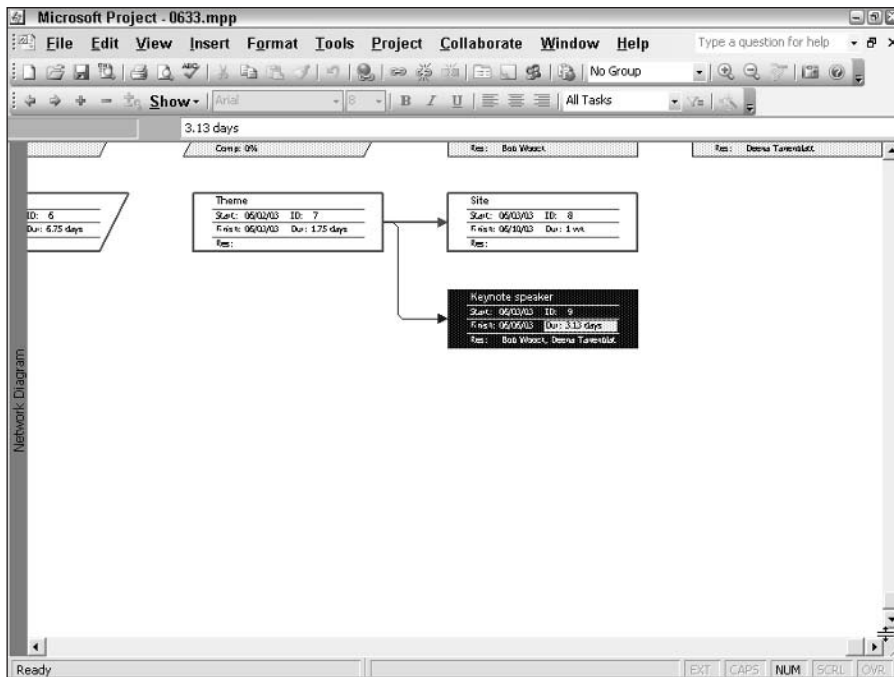 Microsoft Project - 0633.mpp
File Edit View Insert Format Tools Project Collaborate Window Help Type a question for help
No Group
Show Arial 8 B I U All Tasks
3.13 days
Comp: 0% Res: Res: Deena Tanenblatt
Theme Site
ID: 6 Start: 06/02/03 ID: 7 Start: 06/03/03 ID: 8
Dur: 6.75 days Finish: 06/03/03 Dur: 1.75 days Finish: 06/10/03 Dur: 1 wk
Res: Res:
Keynote speaker
Start: 06/03/03 ID: 9
Finish: 06/06/03 Dur: 3.13 days
Res: Bob Deena Tanenblatt
Network Diagram
Ready EXT CAPS NUM SCRL OVR